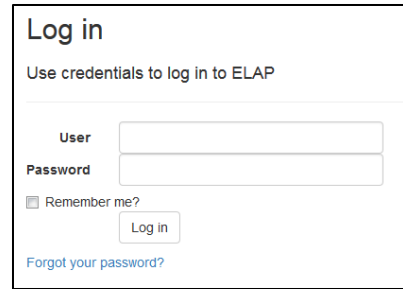 Log in
Use credentials to log in to ELAP
User
Password
Remember me?
Log in
Forgot your password?